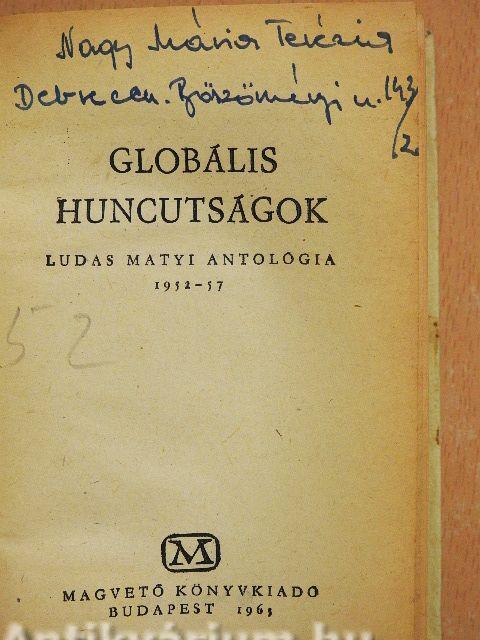 Nagy Mária Terézia
Debrecen. Böszörményi u. 143/2
GLOBÁLIS
HUNCUTSÁGOK
LUDAS MATYI ANTOLÓGIA
1952-57
52
M
MAGVETŐ KÖNYVKIADÓ
BUDAPEST 1965
Antikvárium.hu